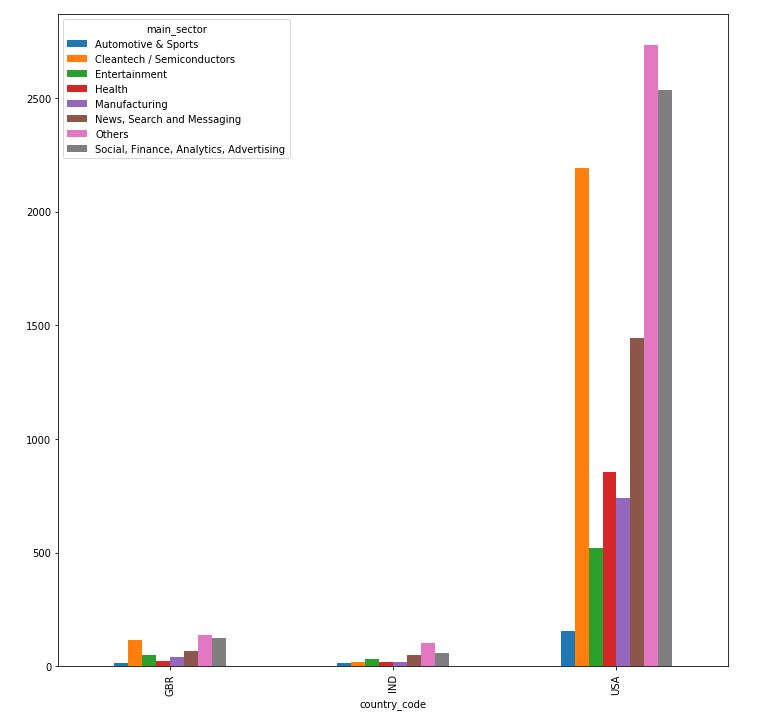 main_sector
Automotive & Sports
Cleantech / Semiconductors
Entertainment
Health
Manufacturing
News, Search and Messaging
Others
Social, Finance, Analytics, Advertising
2500
2000
1500
1000
500
0
GBR
IND
USA
country_code